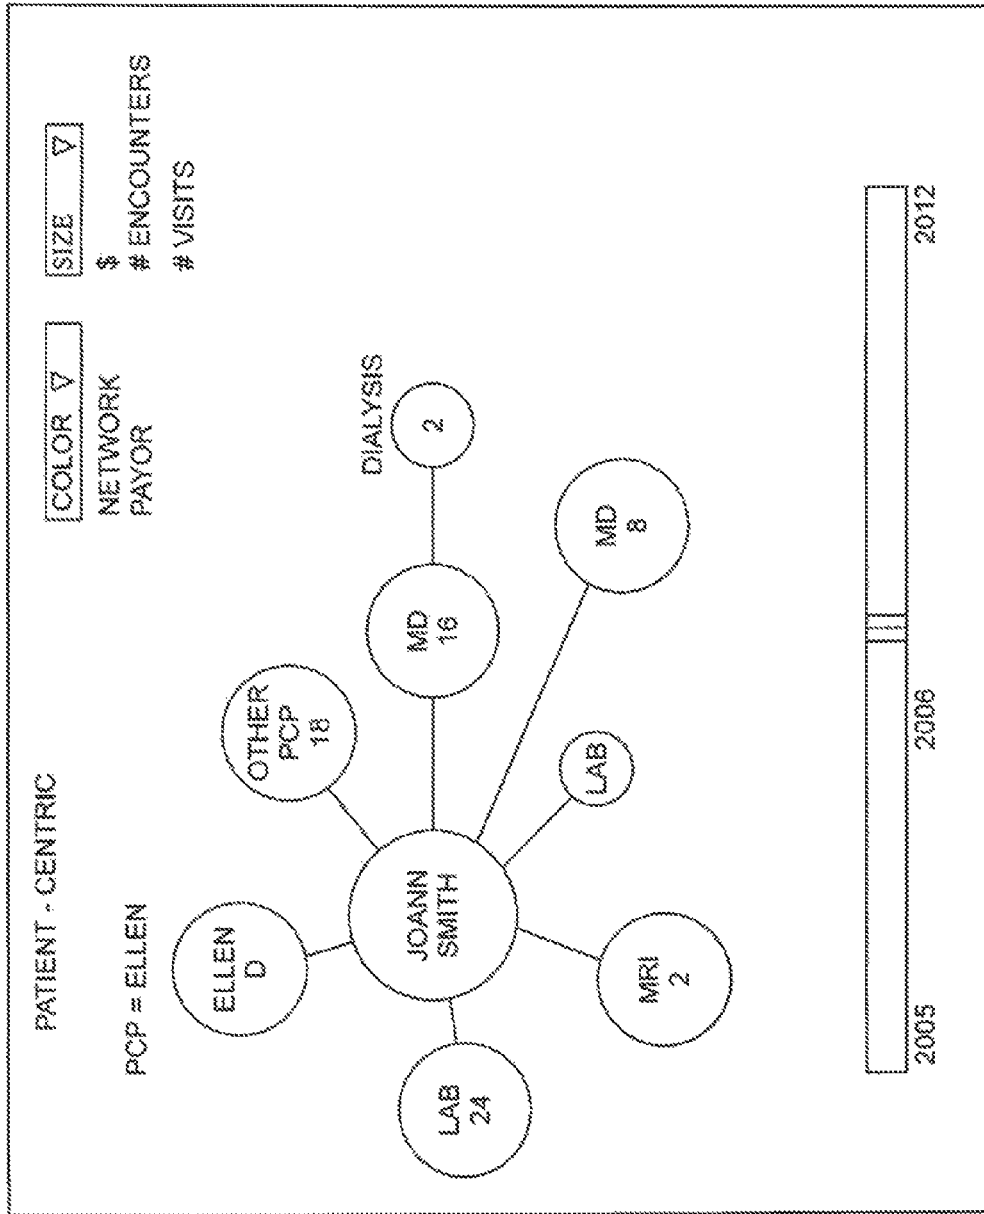 PATIENT - CENTRIC
COLOR ▽
SIZE ▽
NETWORK
PAYOR
$
# ENCOUNTERS
# VISITS
PCP = ELLEN
ELLEN
D
OTHER
PCP
18
DIALYSIS
LAB
24
JOANN
SMITH
MD
16
2
MRI
2
LAB
MD
8
2005
2006
2012